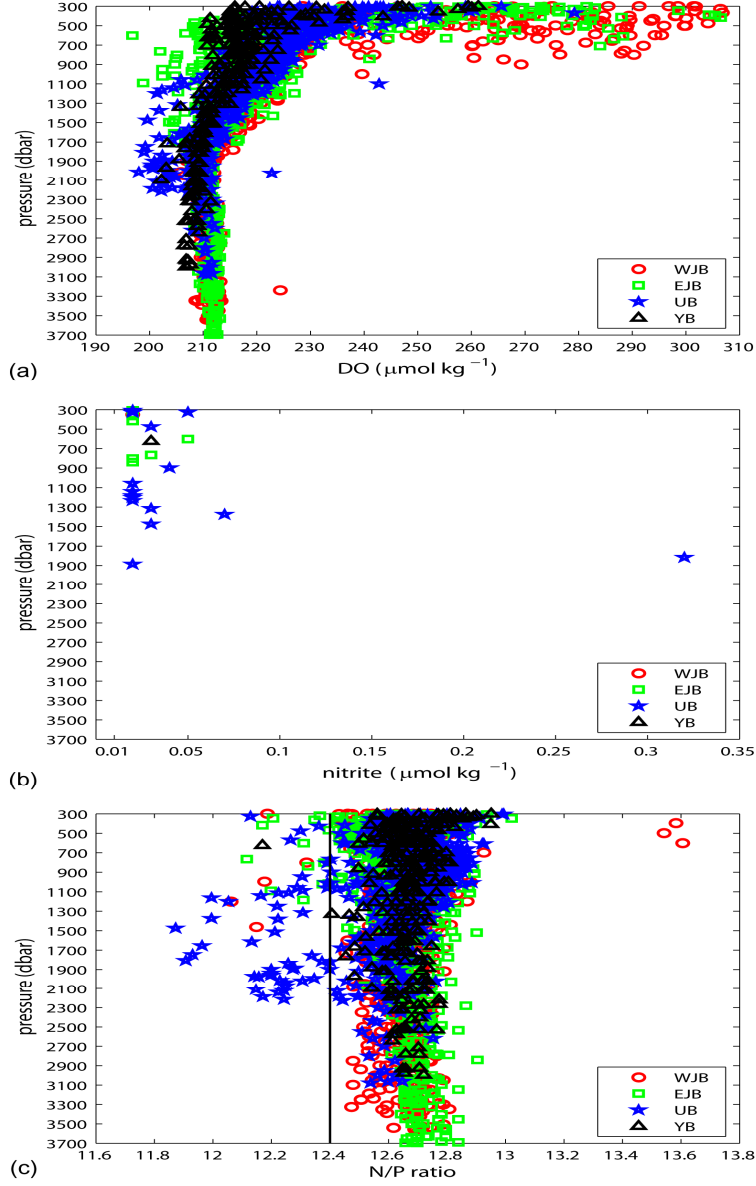 300
500
700
900
1100
1300
1500
1700
1900
2100
2300
2500
2700
2900
3100
3300
3500
3700
pressure (dbar)
WJB
EJB
UB
YB
190 200 210 220 230 240 250 260 270 280 290 300 310
(a)
DO (μmol kg −1)
300
500
700
900
1100
1300
1500
1700
1900
2100
2300
2500
2700
2900
3100
3300
3500
3700
pressure (dbar)
WJB
EJB
UB
YB
0.01 0.05 0.1 0.15 0.2 0.25 0.3 0.35
(b)
nitrite (μmol kg −1)
300
500
700
900
1100
1300
1500
1700
1900
2100
2300
2500
2700
2900
3100
3300
3500
3700
pressure (dbar)
WJB
EJB
UB
YB
11.6 11.8 12 12.2 12.4 12.6 12.8 13 13.2 13.4 13.6 13.8
(c)
N/P ratio